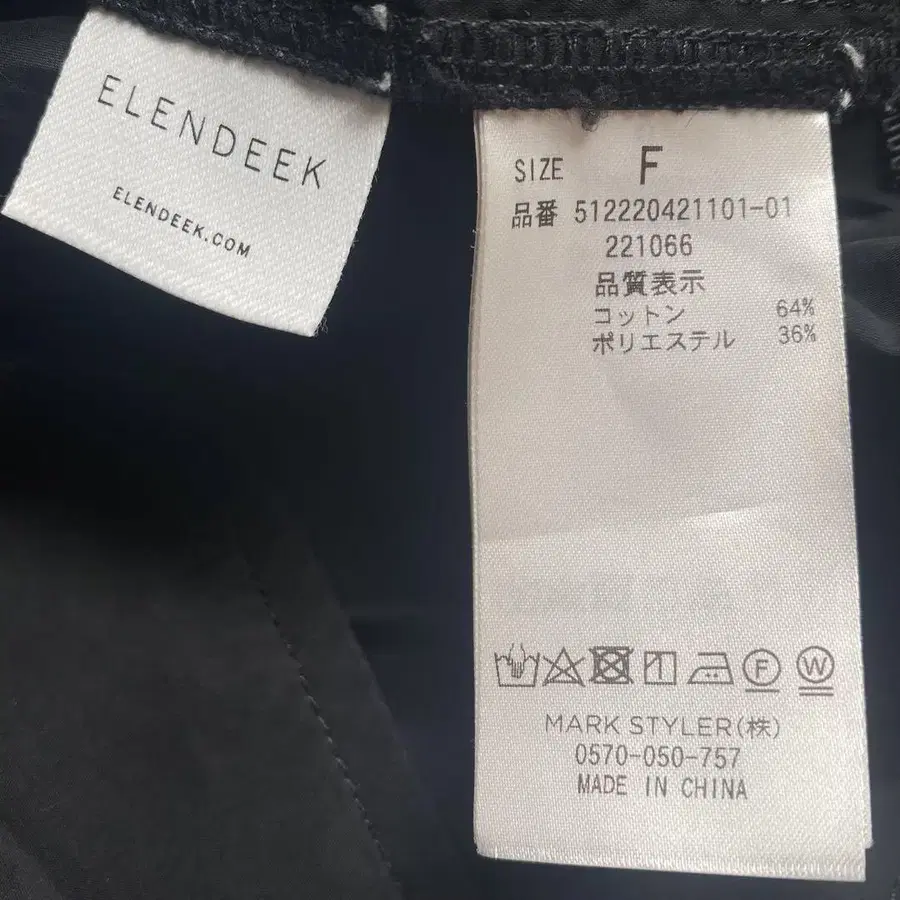 ELENDEEK
ELENDEEK.COM
SIZE F
品番 512220421101-01
221066
品質表示
コットン 64%
ポリエステル 36%
F W
MARK STYLER(株)
0570-050-757
MADE IN CHINA